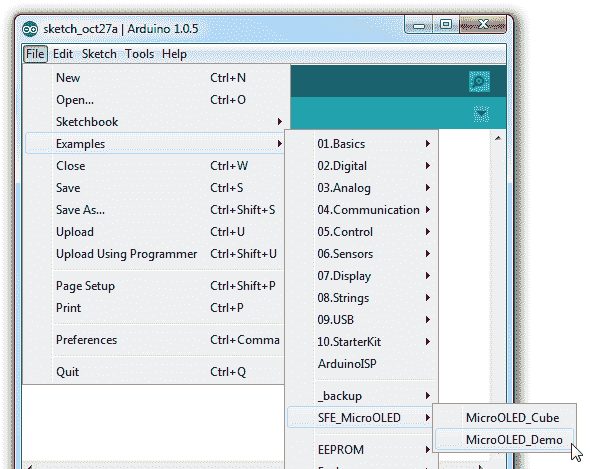 sketch_oct27a | Arduino 1.0.5
File Edit Sketch Tools Help
New Ctrl+N
Open... Ctrl+O
Sketchbook
Examples
Close Ctrl+W
Save Ctrl+S
Save As... Ctrl+Shift+S
Upload Ctrl+U
Upload Using Programmer Ctrl+Shift+U
Page Setup Ctrl+Shift+P
Print Ctrl+P
Preferences Ctrl+Comma
Quit Ctrl+Q
01.Basics
02.Digital
03.Analog
04.Communication
05.Control
06.Sensors
07.Display
08.Strings
09.USB
10.StarterKit
ArduinoISP
_backup
SFE_MicroOLED
EEPROM
MicroOLED_Cube
MicroOLED_Demo